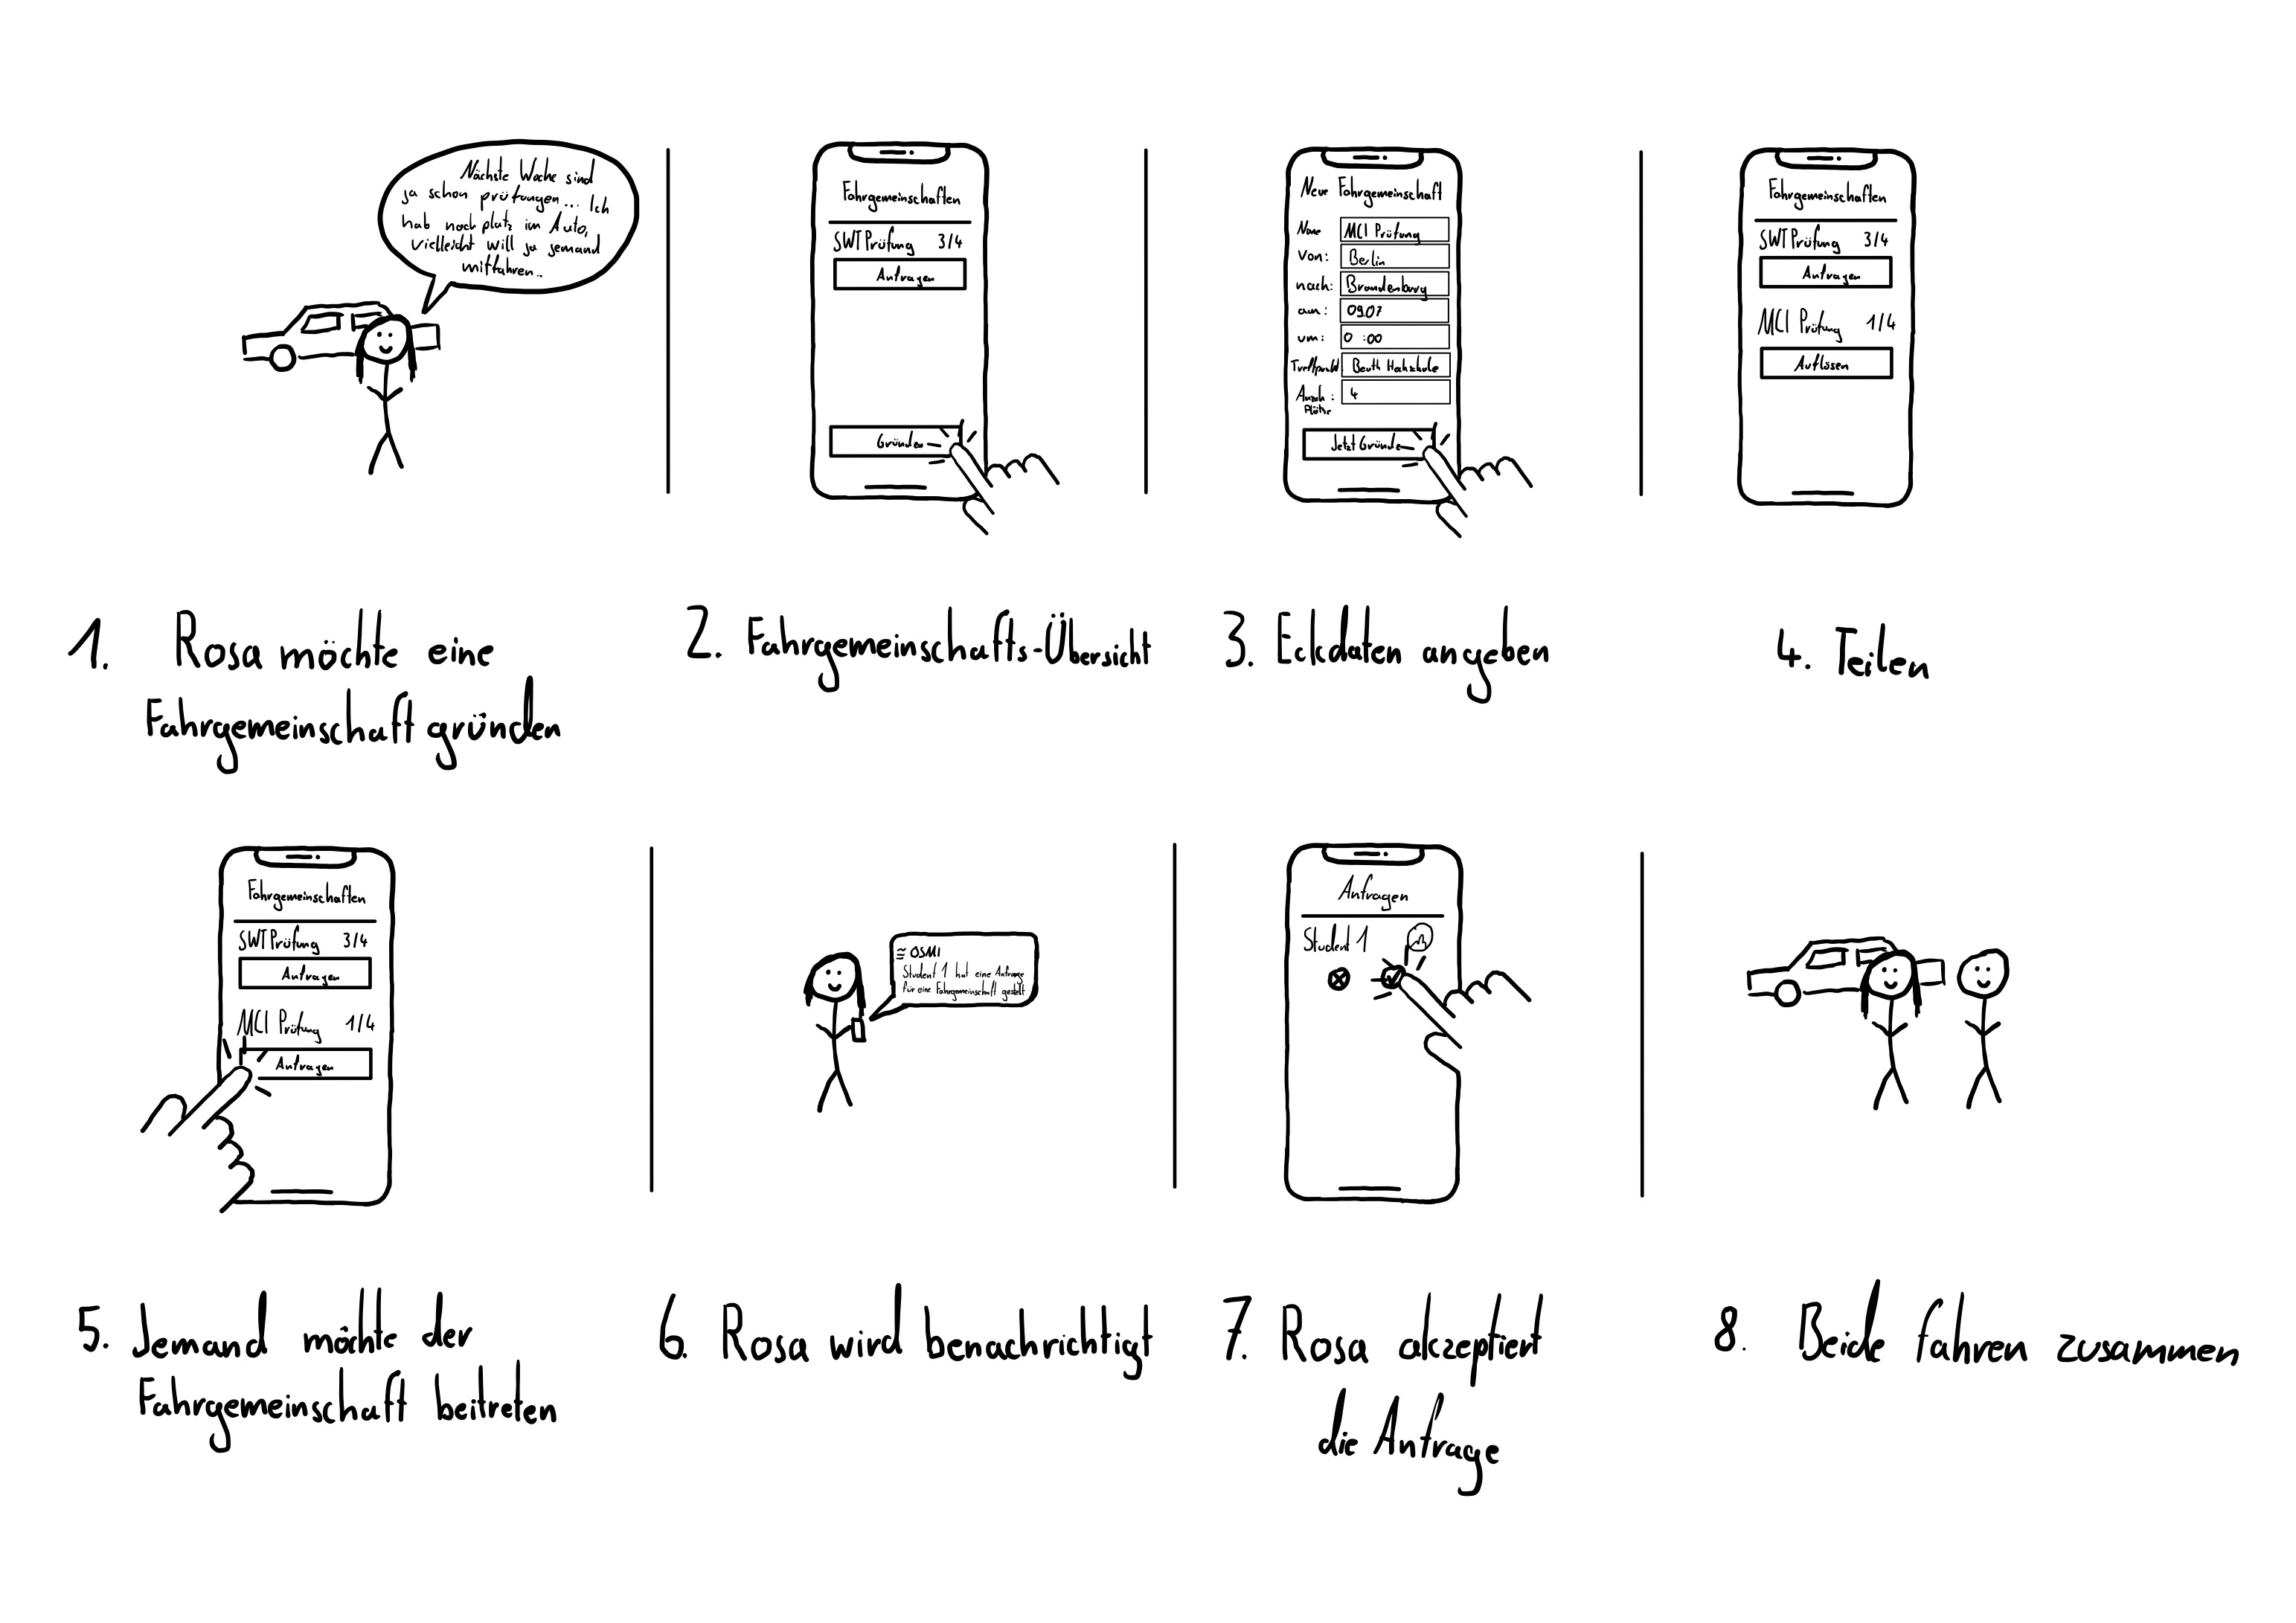 Nächste Woche sind
ja schon prüfungen... Ich
hab noch platz im Auto,
vielleicht will ja jemand
mitfahren..
1. Rosa möchte eine
Fahrgemeinschaft gründen
Fahrgemeinschaften
SWT Prüfung 3/4
Anfragen
Gründen
2. Fahrgemeinschafts-Übersicht
Neue Fahrgemeinschaft
Name MCI Prüfung
Von: Berlin
nach: Brandenburg
am: 09.07
um: 0 :00
Treffpunkt: Beuth Hochschule
Anzah : 4
Plätze
Jetzt Gründe
3. Eckdaten angeben
Fahrgemeinschaften
SWT Prüfung 3/4
Anfragen
MCI Prüfung 1/4
Auflösen
4. Teilen
Fahrgemeinschaften
SWT Prüfung 3/4
Anfragen
MCI Prüfung 1/4
Anfragen
5. Jemand möchte der
Fahrgemeinschaft beitreten
OSMI
Student 1 hat eine Anfrage
für eine Fahrgemeinschaft gestellt
6. Rosa wird benachrichtigt
Anfragen
Student 1
7. Rosa akzeptiert
die Anfrage
8. Beide fahren zusammen